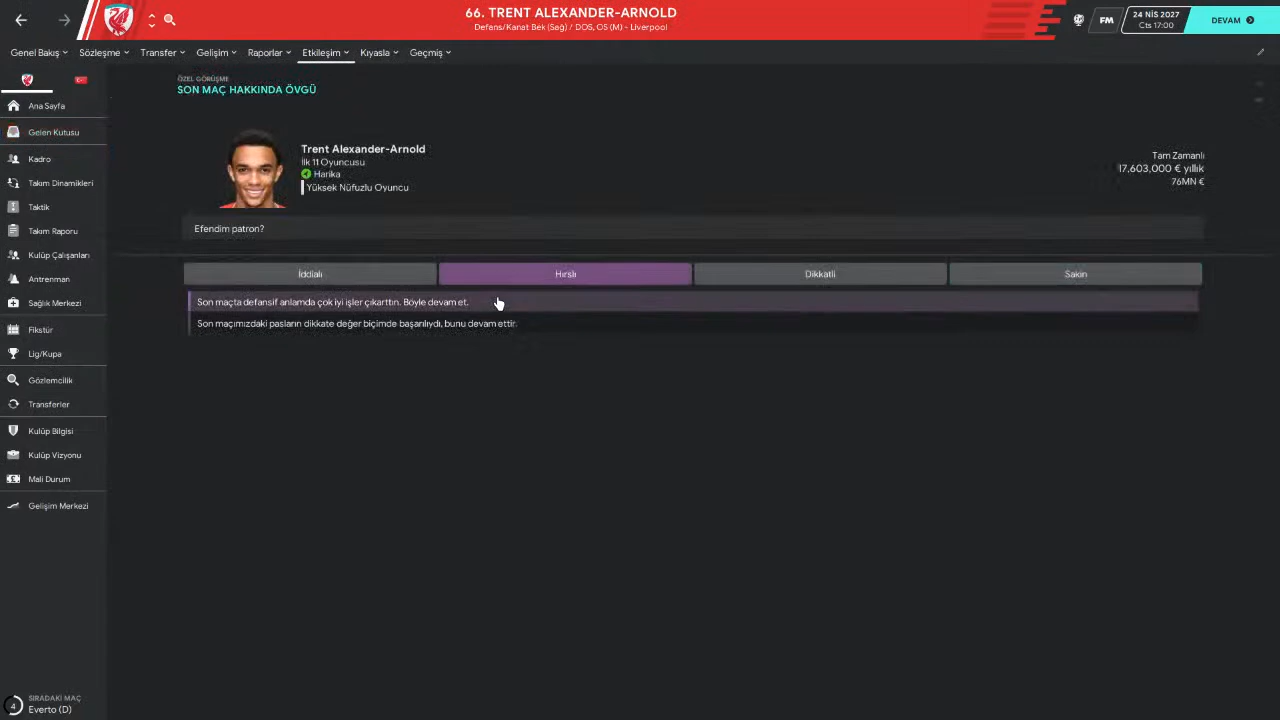 66. TRENT ALEXANDER-ARNOLD
Defans/Kanat Bek (Sağ) / DOS, OS (M) - Liverpool
FM
24 NİS 2027
Cts 17:00
DEVAM
Genel Bakış
Sözleşme
Transfer
Gelişim
Raporlar
Etkileşim
Kıyasla
Geçmiş
ÖZEL GÖRÜŞME
SON MAÇ HAKKINDA ÖVGÜ
Ana Sayfa
Gelen Kutusu
Kadro
Takım Dinamikleri
Taktik
Takım Raporu
Kulüp Çalışanları
Antrenman
Sağlık Merkezi
Fikstür
Lig/Kupa
Gözlemcilik
Transferler
Kulüp Bilgisi
Kulüp Vizyonu
Mali Durum
Gelişim Merkezi
Trent Alexander-Arnold
İlk 11 Oyuncusu
Harika
Yüksek Nüfuzlu Oyuncu
Tam Zamanlı
17,603,000 € yıllık
76MN €
Efendim patron?
İddialı
Hırslı
Dikkatli
Sakin
Son maçta defansif anlamda çok iyi işler çıkarttın. Böyle devam et.
Son maçımızdaki pasların dikkate değer biçimde başarılıydı, bunu devam ettir.
4
SIRADAKİ MAÇ
Everto (D)